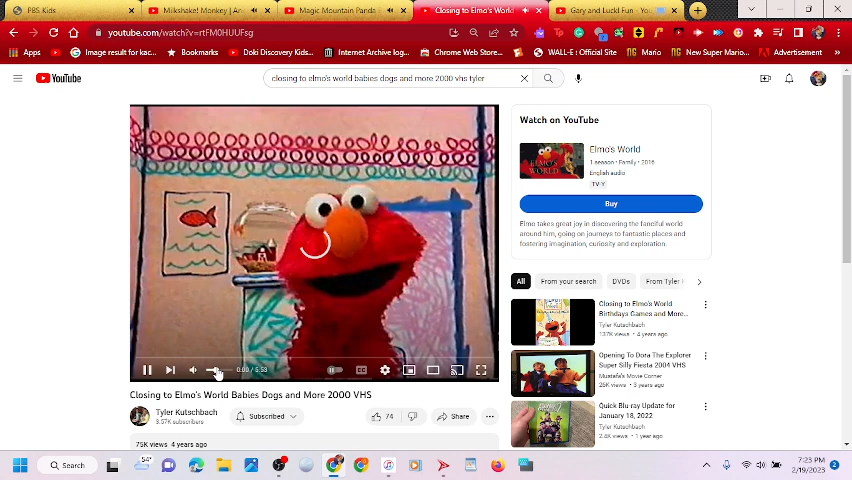 PBS Kids
Milkshake! Monkey | An
Magic Mountain Panda
Closing to Elmo's World
Gary and Luckl Fun - You
youtube.com/watch?v=rtFM0HUUFsg
Apps
Image result for kac...
Bookmarks
Doki Discovery Kids...
Internet Archive log...
Chrome Web Store...
WALL·E | Official Site
Mario
New Super Mario...
Advertisement
YouTube
closing to elmo's world babies dogs and more 2000 vhs tyler
Watch on YouTube
Elmo's World
1 season • Family • 2016
English audio
TV-Y
Buy
Elmo takes great joy in discovering the fanciful world
around him, going on journeys to fantastic places and
fostering imagination, curiosity and exploration
All
From your search
DVDs
From Tyler
Closing to Elmo's World
Birthdays Games and More...
Tyler Kutschbach
137K views • 4 years ago
Opening To Dora The Explorer
Super Silly Fiesta 2004 VHS
Mustafa's Movie Corner
26K views • 3 years ago
Quick Blu-ray Update for
January 18, 2022
Tyler Kutschbach
2.4K views • 1 year ago
0:00 / 5:53
Closing to Elmo's World Babies Dogs and More 2000 VHS
Tyler Kutschbach
3.57K subscribers
Subscribed
74
Share
75K views 4 years ago
54°
Search
7:23 PM
2/19/2023